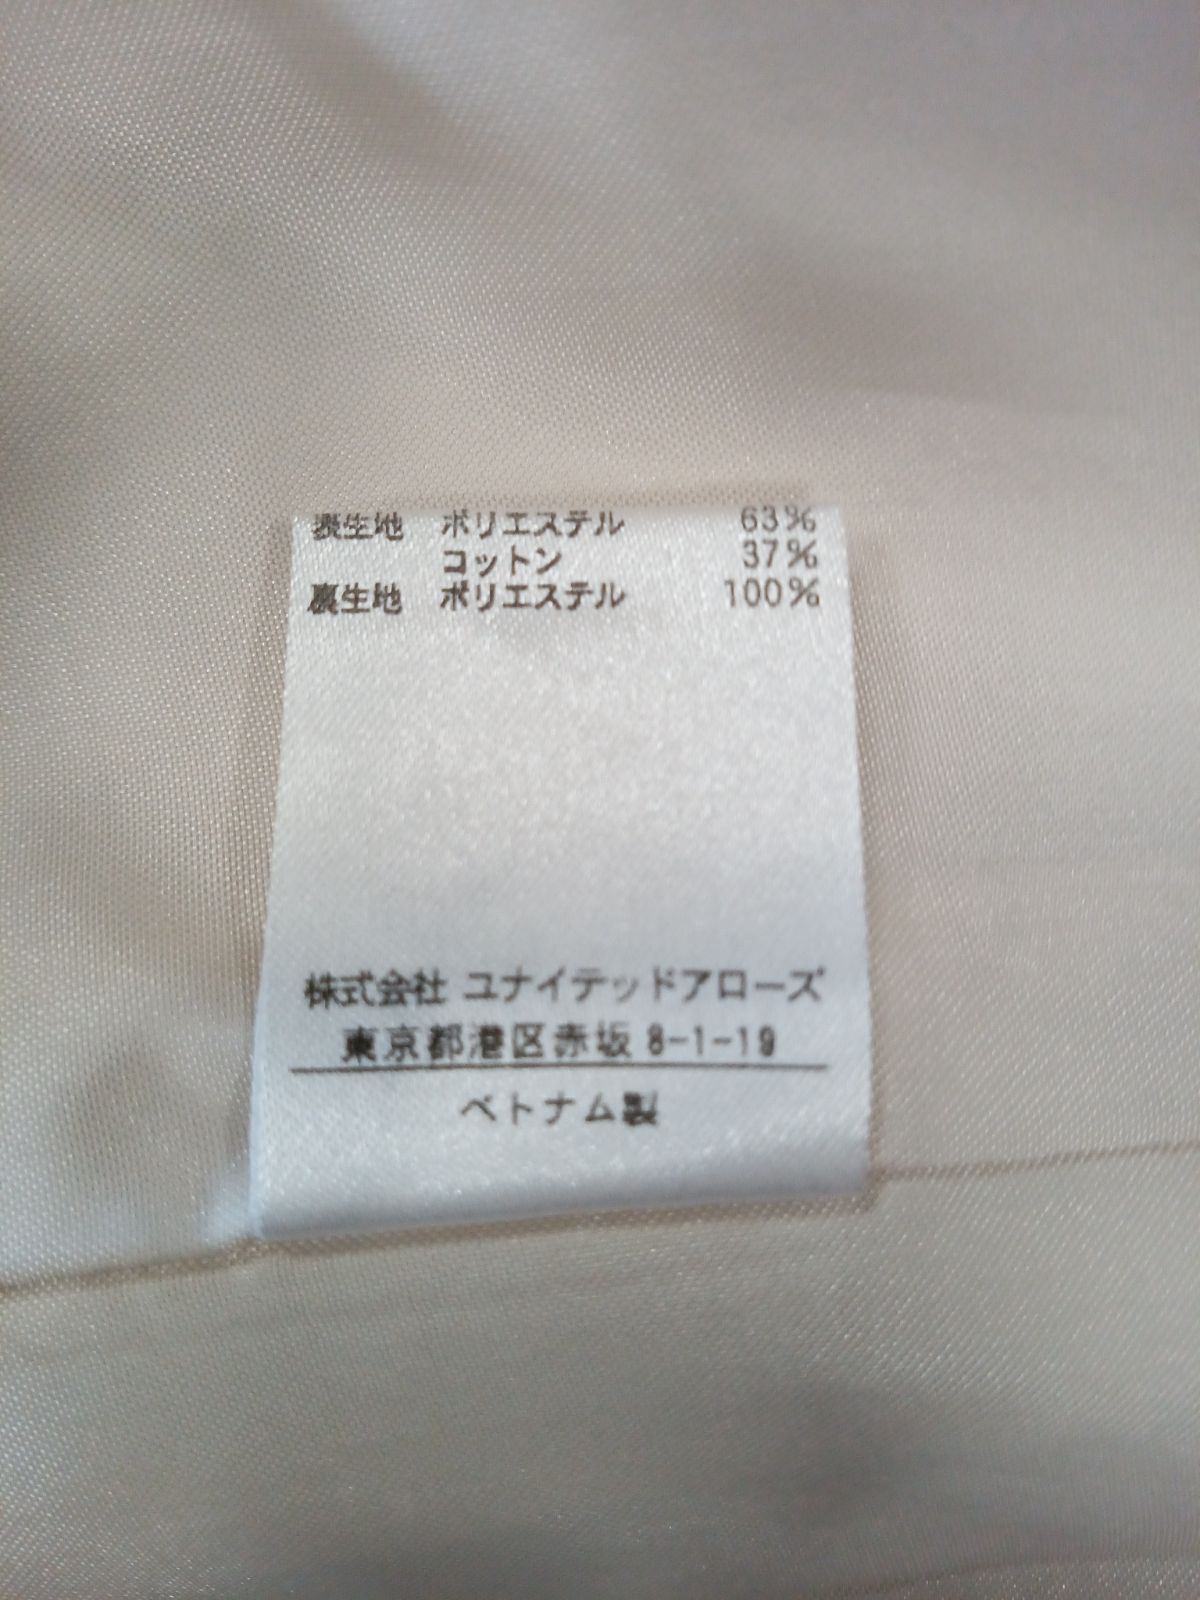 表生地 ポリエステル 63%
コットン 37%
裏生地 ポリエステル 100%
株式会社 ユナイテッドアローズ
東京都港区赤坂 8-1-19
ベトナム製